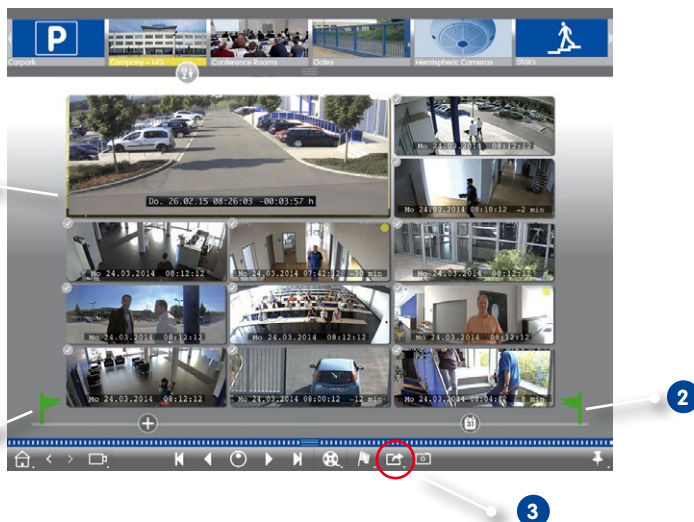 P
Carpark
Company – HQ
Conference Rooms
Gates
Hemispheric Cameras
Stairs
Mo 24.03.2014 08:12:12
Do. 26.02.15 08:26:03 -00:03:57 h
Mo 24.03.2014 08:10:12 -2 min
Mo 24.03.2014 08:12:12
Mo 24.03.2014 07:42:12 -30 min
Mo 24.03.2014 08:12:12
Mo 24.03.2014 08:12:12
Mo 24.03.2014 08:12:12
Mo 24.03.2014 08:12:12
Mo 24.03.2014 08:12:12
Mo 24.03.2014 08:00:12 -12 min
Mo 24.03.2014 08:04:12 -8 min
31
2
3